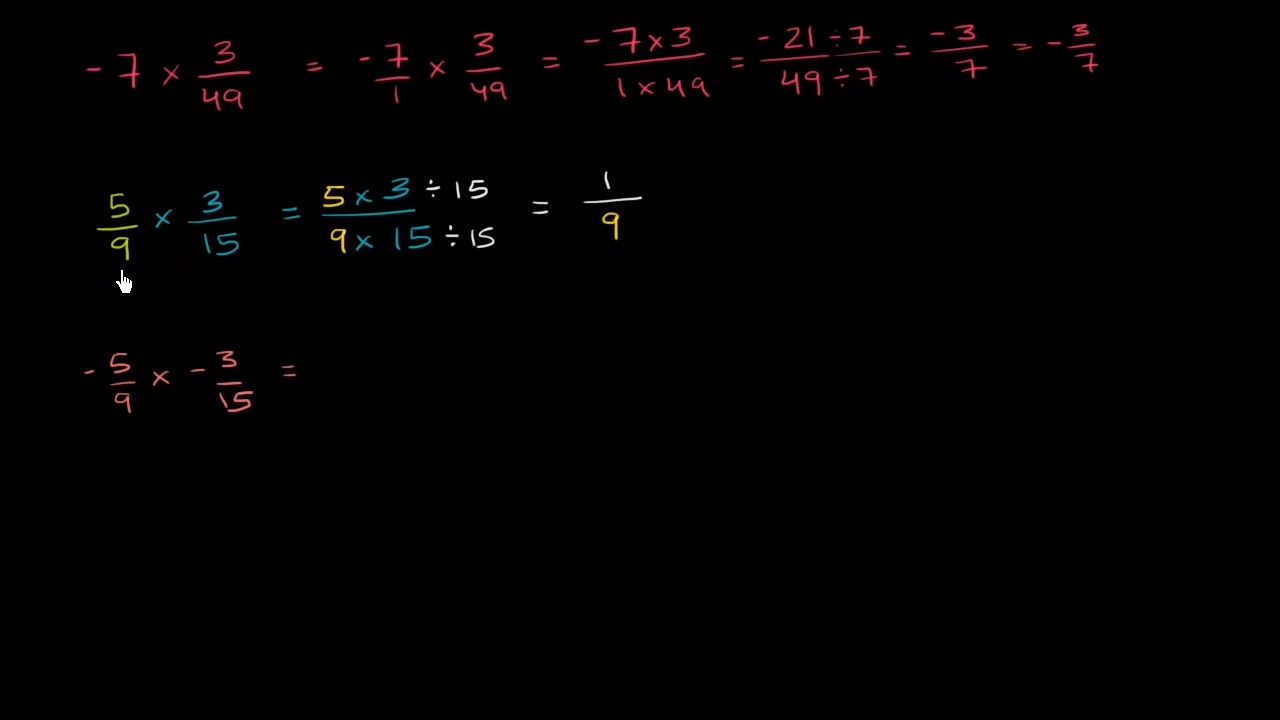 -7 × 3/49 = -7/1 × 3/49 = -7×3/1×49 = -21÷7/49÷7 = -3/7 = -3/7
5/9 × 3/15 = 5×3÷15/9×15÷15 = 1/9
-5/9 × -3/15 =